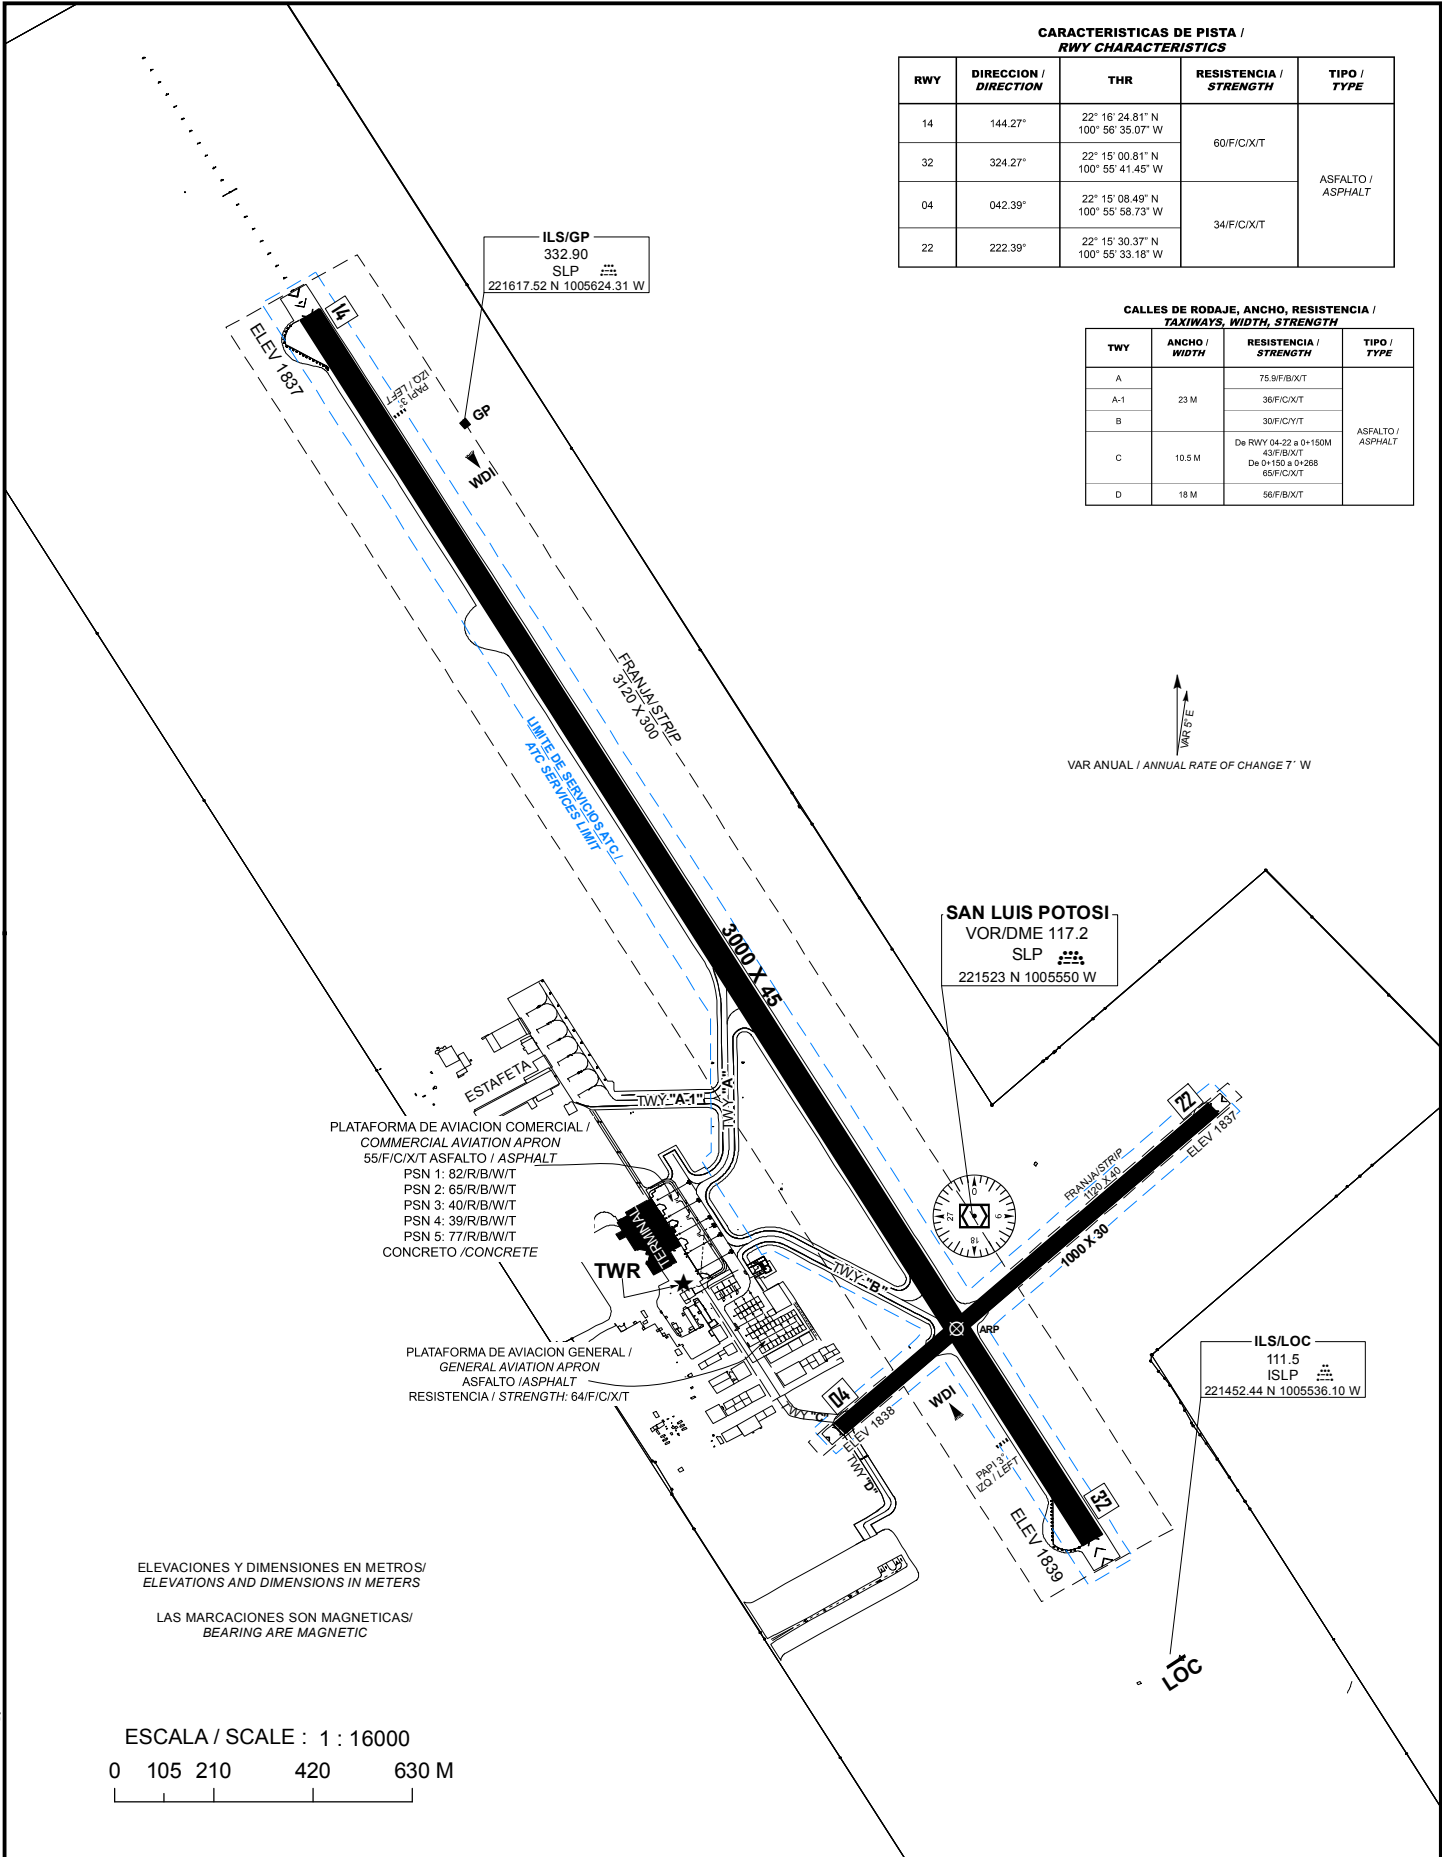 CARACTERISTICAS DE PISTA /
RWY CHARACTERISTICS
RWY
DIRECCION /
DIRECTION
THR
RESISTENCIA /
STRENGTH
TIPO /
TYPE
14
144.27°
22° 16' 24.81" N
100° 56' 35.07" W
60/F/C/X/T
32
324.27°
22° 15' 00.81" N
100° 55' 41.45" W
04
042.39°
22° 15' 08.49" N
100° 55' 58.73" W
34/F/C/X/T
22
222.39°
22° 15' 30.37" N
100° 55' 33.18" W
ASFALTO /
ASPHALT
CALLES DE RODAJE, ANCHO, RESISTENCIA /
TAXIWAYS, WIDTH, STRENGTH
TWY
ANCHO /
WIDTH
RESISTENCIA /
STRENGTH
TIPO /
TYPE
A
75.9/F/B/X/T
A-1
23 M
36/F/C/X/T
B
30/F/C/Y/T
C
10.5 M
De RWY 04-22 a 0+150M
43/F/B/X/T
De 0+150 a 0+268
65/F/C/X/T
D
18 M
56/F/B/X/T
ASFALTO /
ASPHALT
ILS/GP
332.90
SLP
221617.52 N 1005624.31 W
14
ELEV 1837
PAPI 3°
IZQ / LEFT
GP
WDI
FRANJA/STRIP
3120 X 300
LIMITE DE SERVICIOS ATC /
ATC SERVICES LIMIT
VAR 5° E
VAR ANUAL / ANNUAL RATE OF CHANGE 7´ W
3000 X 45
SAN LUIS POTOSI
VOR/DME 117.2
SLP
221523 N 1005550 W
ESTAFETA
T.W.Y. "A-1"
T.W.Y. "A"
PLATAFORMA DE AVIACION COMERCIAL /
COMMERCIAL AVIATION APRON
55/F/C/X/T ASFALTO / ASPHALT
PSN 1: 82/R/B/W/T
PSN 2: 65/R/B/W/T
PSN 3: 40/R/B/W/T
PSN 4: 39/R/B/W/T
PSN 5: 77/R/B/W/T
CONCRETO /CONCRETE
TERMINAL
TWR
T.W.Y. "B"
0
9
18
27
22
ELEV 1837
FRANJA/STRIP
1120 X 40
1000 X 30
ARP
PLATAFORMA DE AVIACION GENERAL /
GENERAL AVIATION APRON
ASFALTO /ASPHALT
RESISTENCIA / STRENGTH: 64/F/C/X/T
04
ELEV 1838
TWY "C"
TWY "D"
WDI
PAPI 3°
IZQ / LEFT
32
ELEV 1839
ILS/LOC
111.5
ISLP
221452.44 N 1005536.10 W
LOC
ELEVACIONES Y DIMENSIONES EN METROS/
ELEVATIONS AND DIMENSIONS IN METERS
LAS MARCACIONES SON MAGNETICAS/
BEARING ARE MAGNETIC
ESCALA / SCALE : 1 : 16000
0 105 210 420 630 M